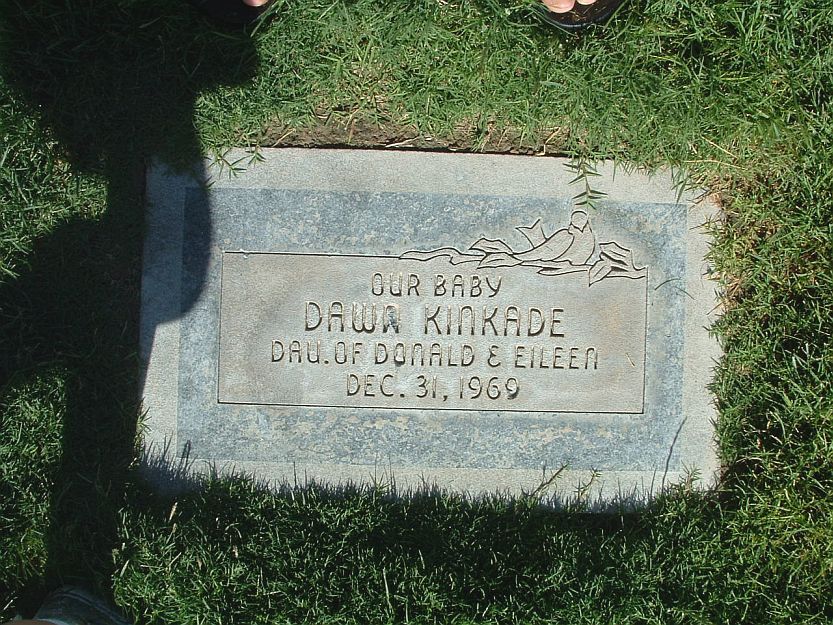 OUR BABY
DAWN KINKADE
DAU. OF DONALD & EILEEN
DEC. 31, 1969